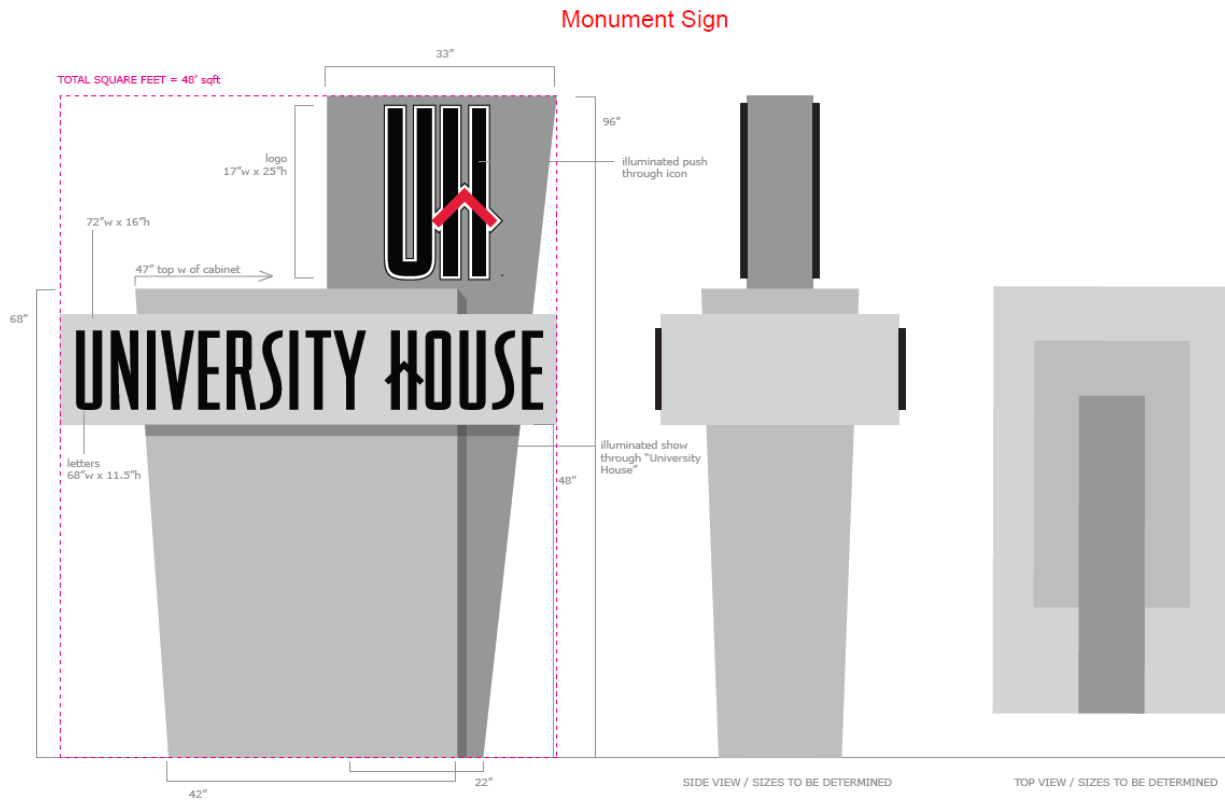 Monument Sign
33”
TOTAL SQUARE FEET = 48’ sqft
96”
logo
17”w x 25”h
UH
illuminated push
through icon
72”w x 16”h
47” top w of cabinet
68”
UNIVERSITY HOUSE
letters
68”w x 11.5”h
illuminated show
through “University
House”
48”
22”
42”
SIDE VIEW / SIZES TO BE DETERMINED
TOP VIEW / SIZES TO BE DETERMINED